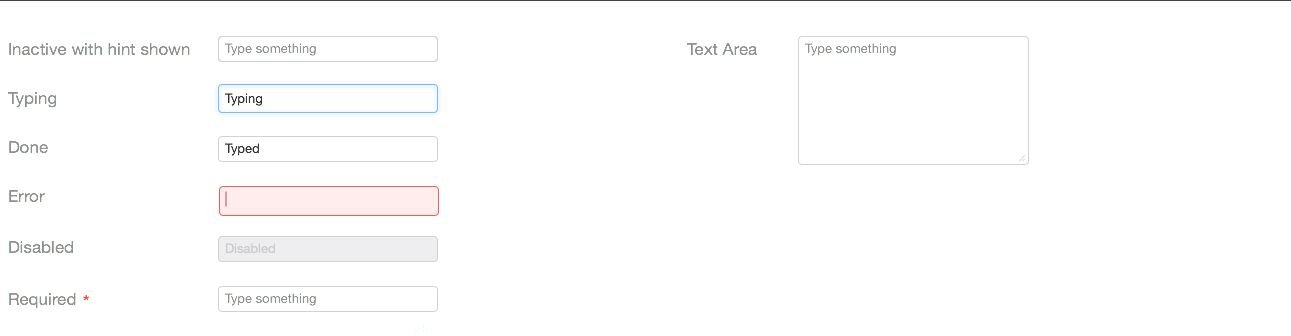 Inactive with hint shown
Type something
Typing
Typing
Done
Typed
Error
Disabled
Disabled
Required *
Type something
Text Area
Type something